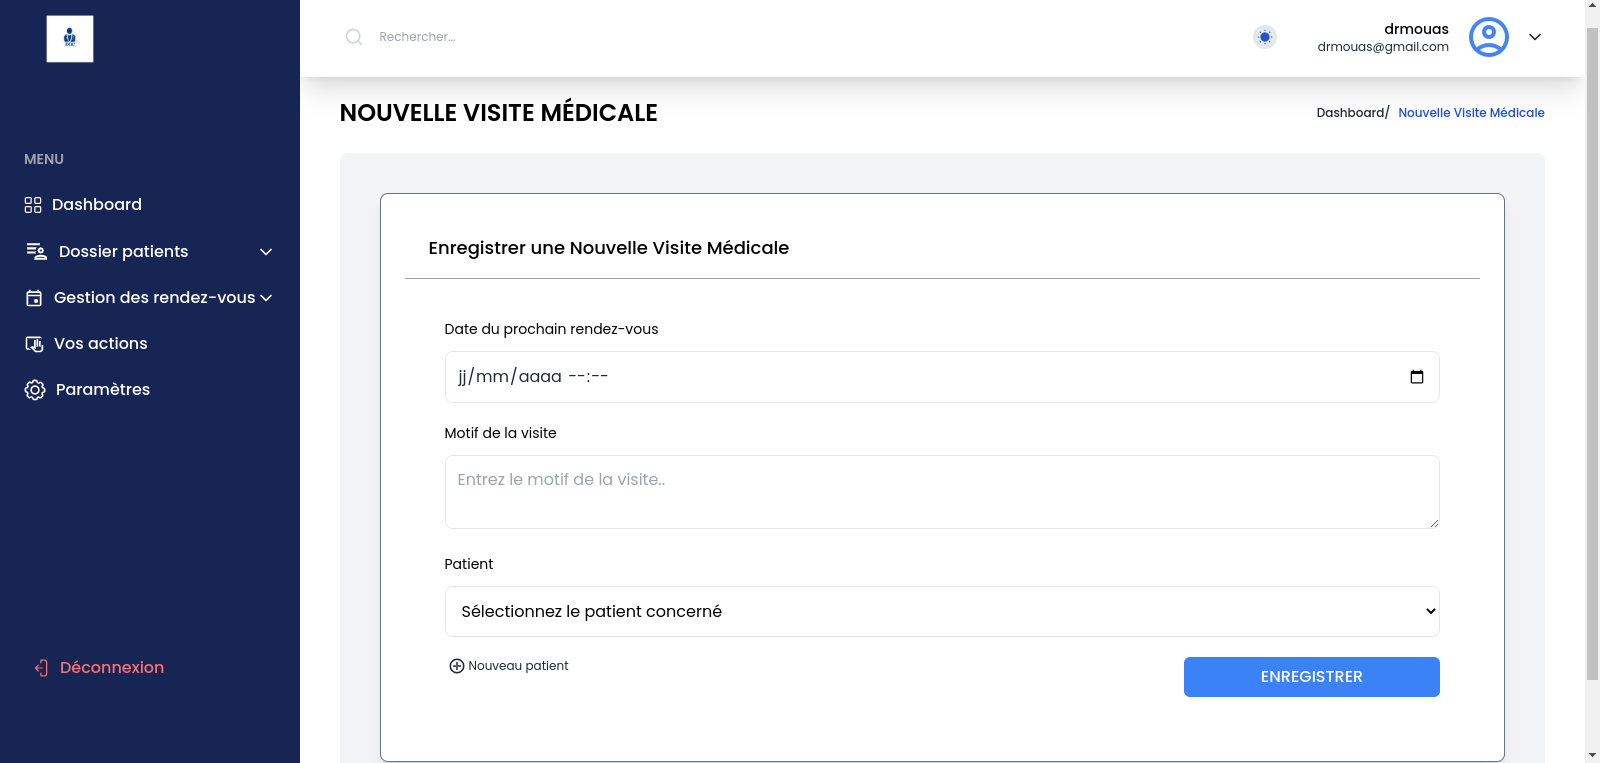 Rechercher...
drmouas
drmouas@gmail.com
NOUVELLE VISITE MÉDICALE
Dashboard/ Nouvelle Visite Médicale
MENU
Dashboard
Dossier patients
Gestion des rendez-vous
Vos actions
Paramètres
Déconnexion
Enregistrer une Nouvelle Visite Médicale
Date du prochain rendez-vous
jj/mm/aaaa --:--
Motif de la visite
Entrez le motif de la visite..
Patient
Sélectionnez le patient concerné
Nouveau patient
ENREGISTRER